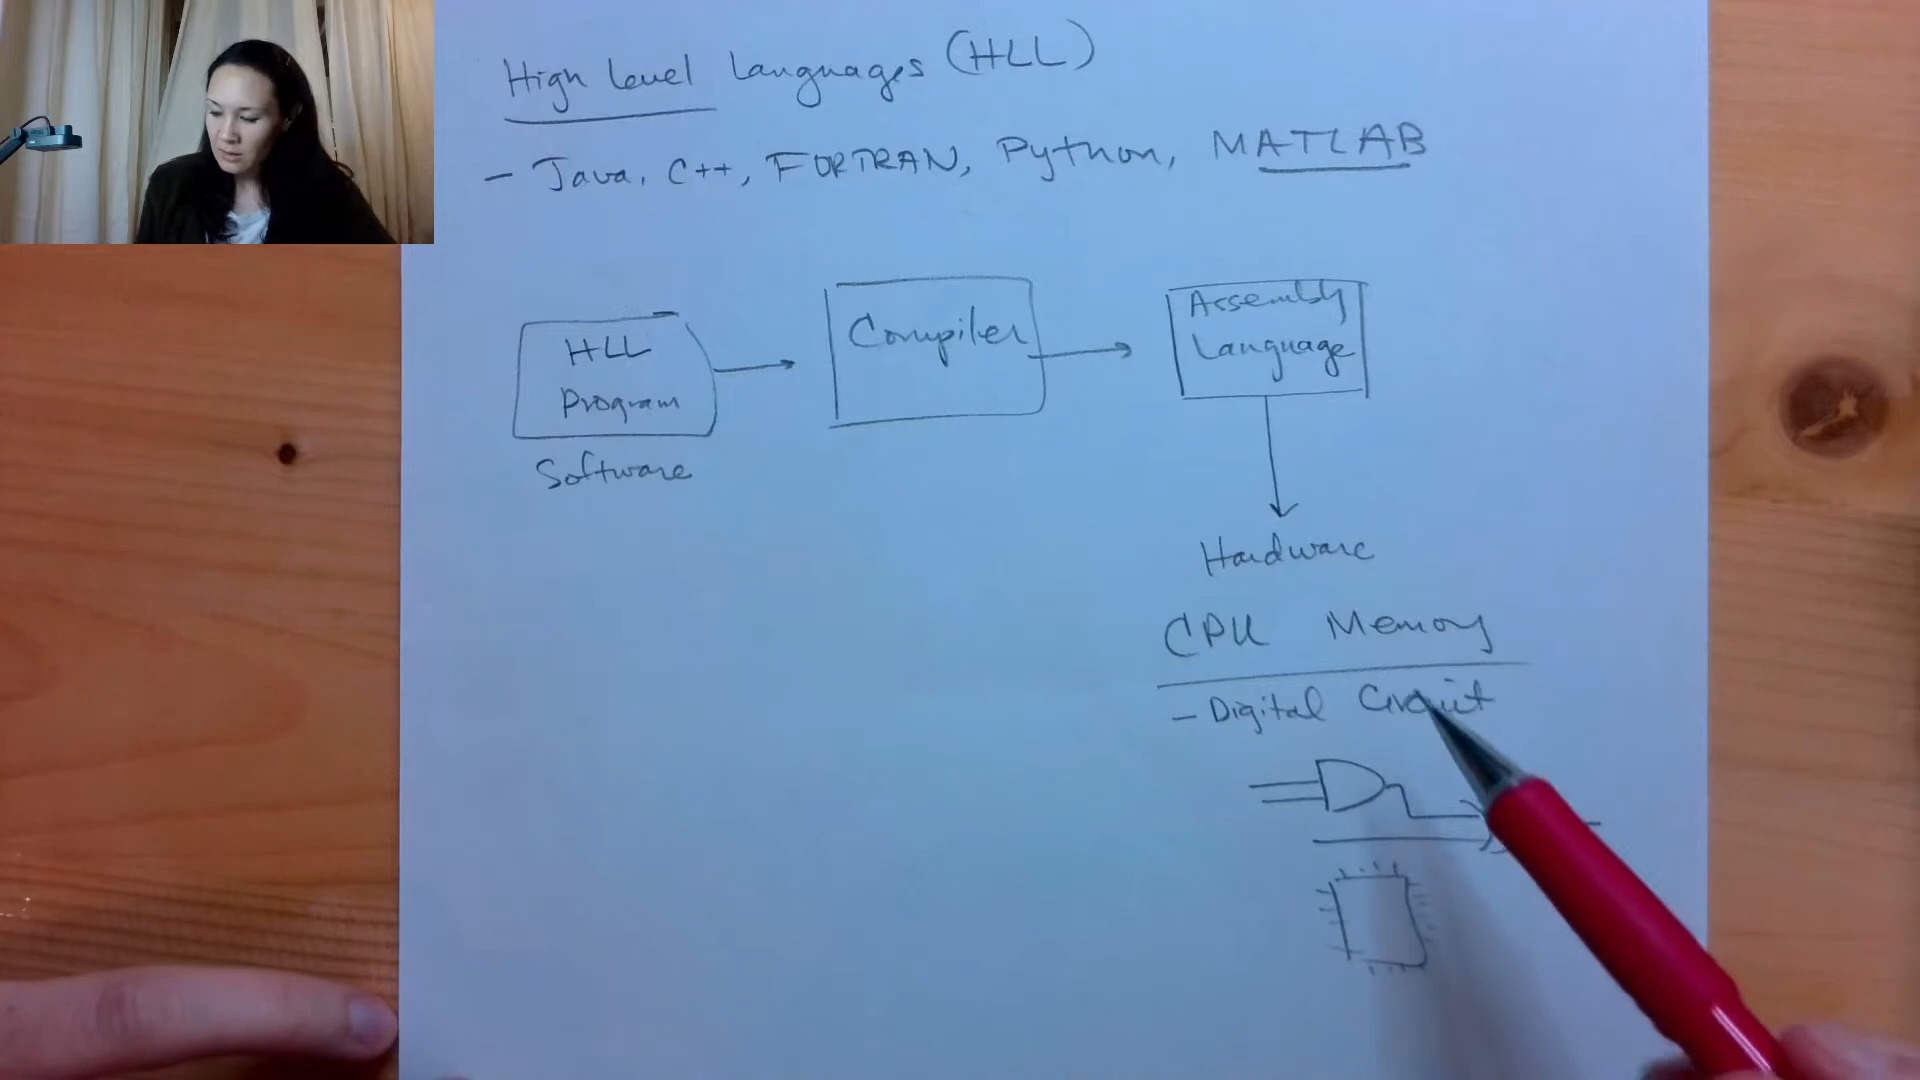 High level Languages (HLL)
- Java, C++, FORTRAN, Python, MATLAB
HLL
Program
Software
Compiler
Assembly
Language
Hardware
CPU Memory
- Digital Circuit